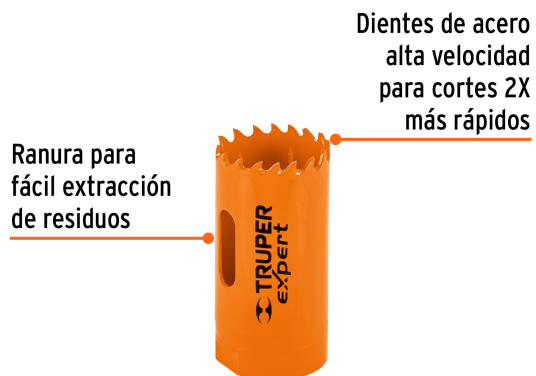 Dientes de acero
alta velocidad
para cortes 2X
más rápidos
Ranura para
fácil extracción
de residuos
TRUPER
expert